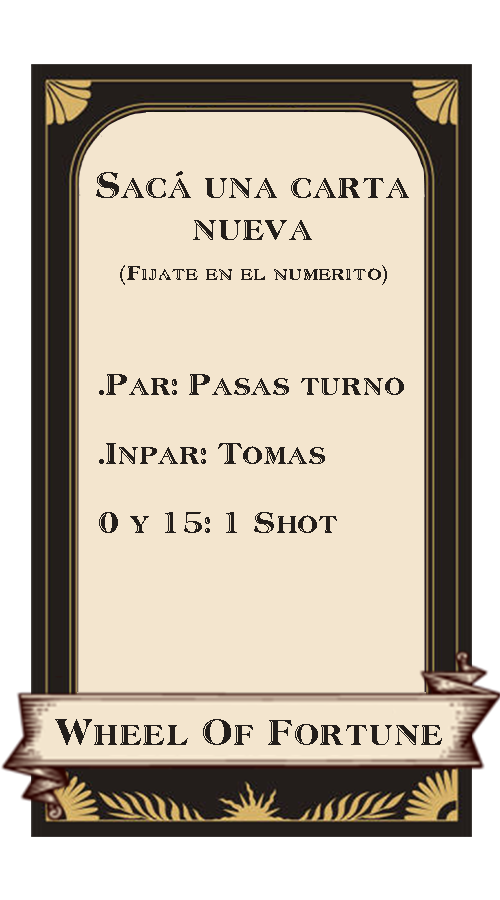 Sacá una carta
nueva
(Fijate en el numerito)
.Par: Pasas turno
.Inpar: Tomas
0 y 15: 1 Shot
Wheel Of Fortune